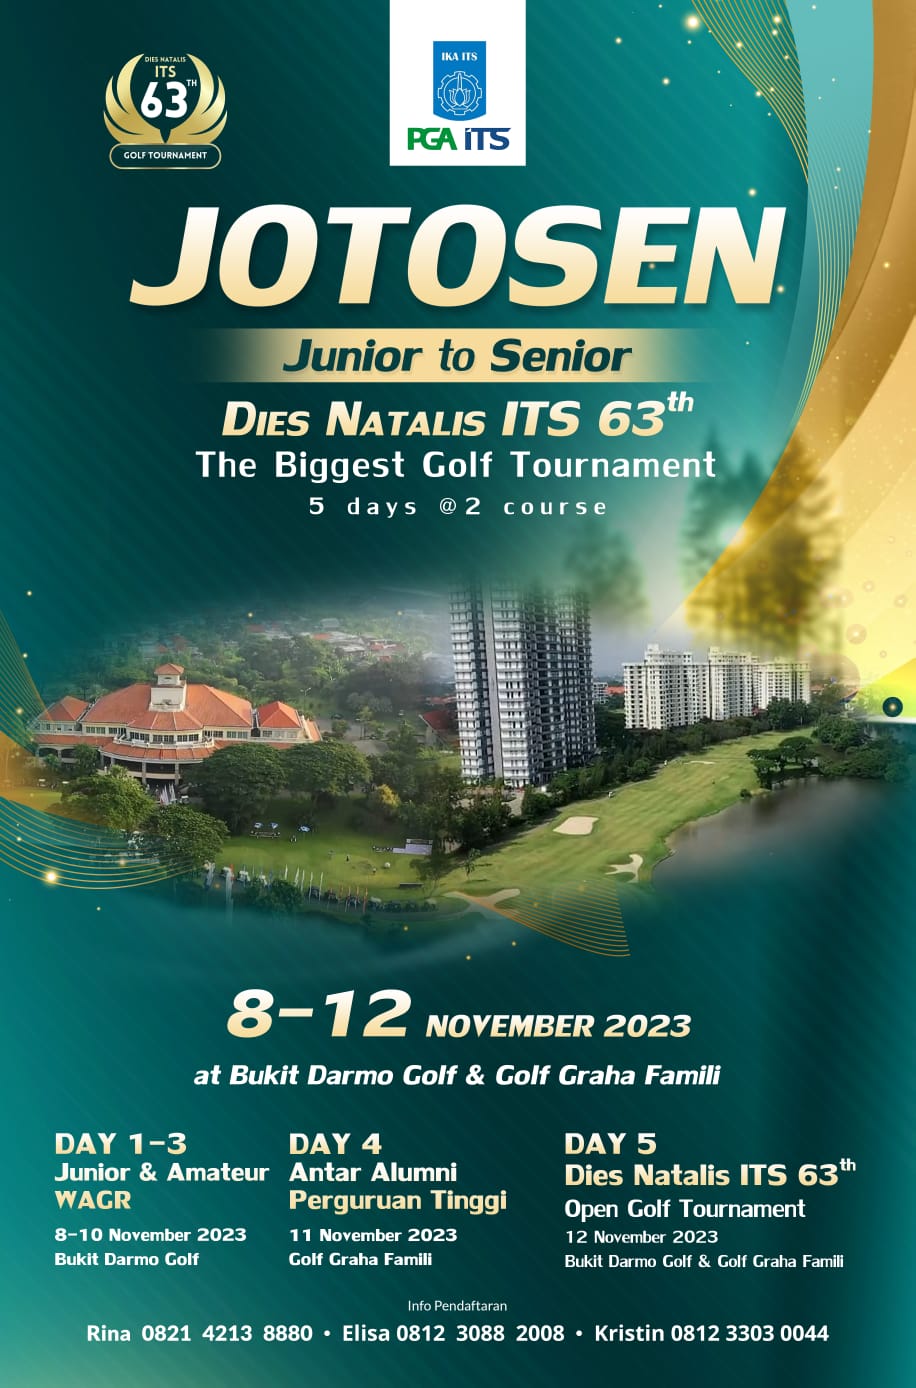 DIES NATALIS
ITS
63TH
GOLF TOURNAMENT
IKA ITS
PGA ITS
JOTOSEN
Junior to Senior
DIES NATALIS ITS 63th
The Biggest Golf Tournament
5 days @2 course
8-12 NOVEMBER 2023
at Bukit Darmo Golf & Golf Graha Famili
DAY 1-3
Junior & Amateur
WAGR
8-10 November 2023
Bukit Darmo Golf
DAY 4
Antar Alumni
Perguruan Tinggi
11 November 2023
Golf Graha Famili
DAY 5
Dies Natalis ITS 63th
Open Golf Tournament
12 November 2023
Bukit Darmo Golf & Golf Graha Famili
Info Pendaftaran
Rina 0821 4213 8880 • Elisa 0812 3088 2008 • Kristin 0812 3303 0044